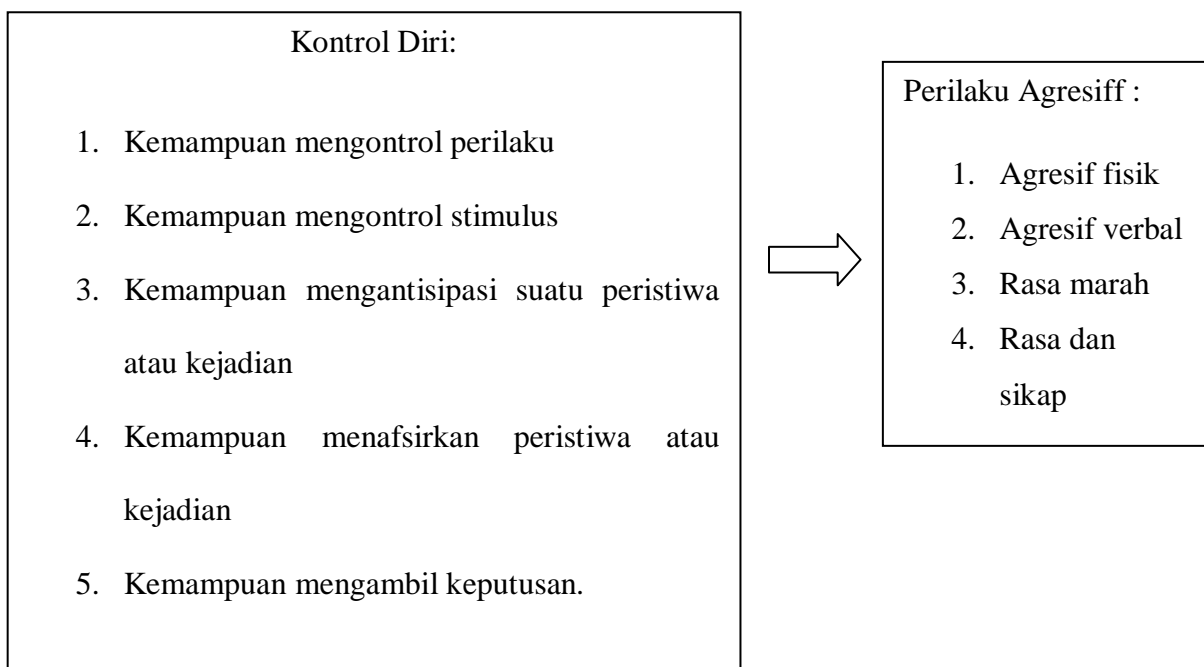 Kontrol Diri:
1. Kemampuan mengontrol perilaku
2. Kemampuan mengontrol stimulus
3. Kemampuan mengantisipasi suatu peristiwa
atau kejadian
4. Kemampuan menafsirkan peristiwa atau
kejadian
5. Kemampuan mengambil keputusan.
Perilaku Agresiff :
1. Agresif fisik
2. Agresif verbal
3. Rasa marah
4. Rasa dan
sikap